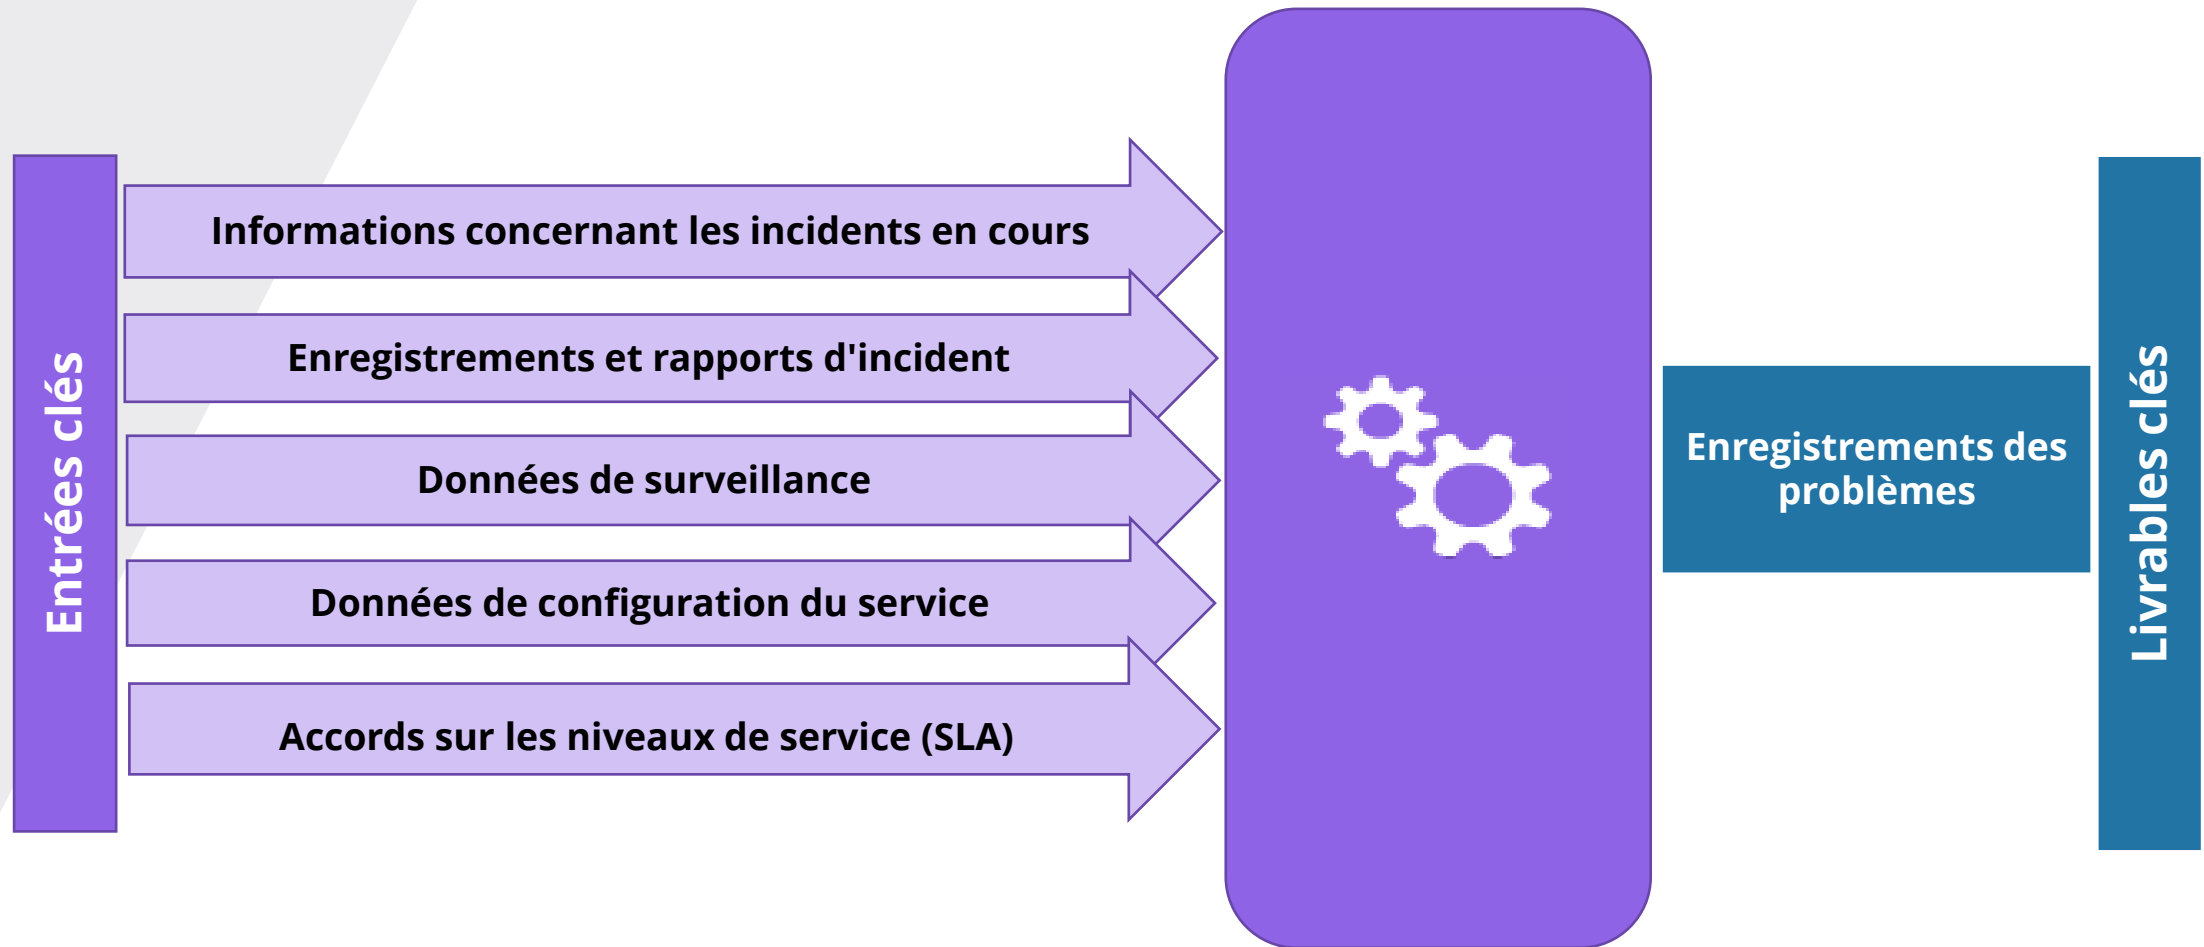 Entrées clés
Informations concernant les incidents en cours
Enregistrements et rapports d'incident
Données de surveillance
Données de configuration du service
Accords sur les niveaux de service (SLA)
Enregistrements des
problèmes
Livrables clés